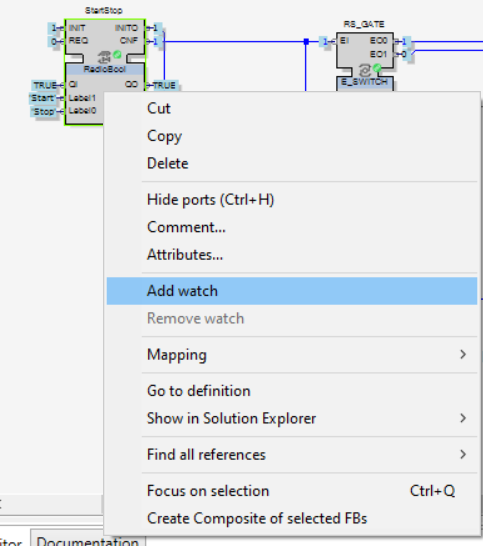 StartStop
1 INIT INITO 1
0 REQ CNF 1
RadioBool
TRUE QI QO TRUE
'Start' Label1
'Stop' Label0
RS_GATE
1 EI EO0 1
EO1 0
E_SWITCH
Cut
Copy
Delete
Hide ports (Ctrl+H)
Comment...
Attributes...
Add watch
Remove watch
Mapping
Go to definition
Show in Solution Explorer
Find all references
Focus on selection Ctrl+Q
Create Composite of selected FBs
itor Documentation